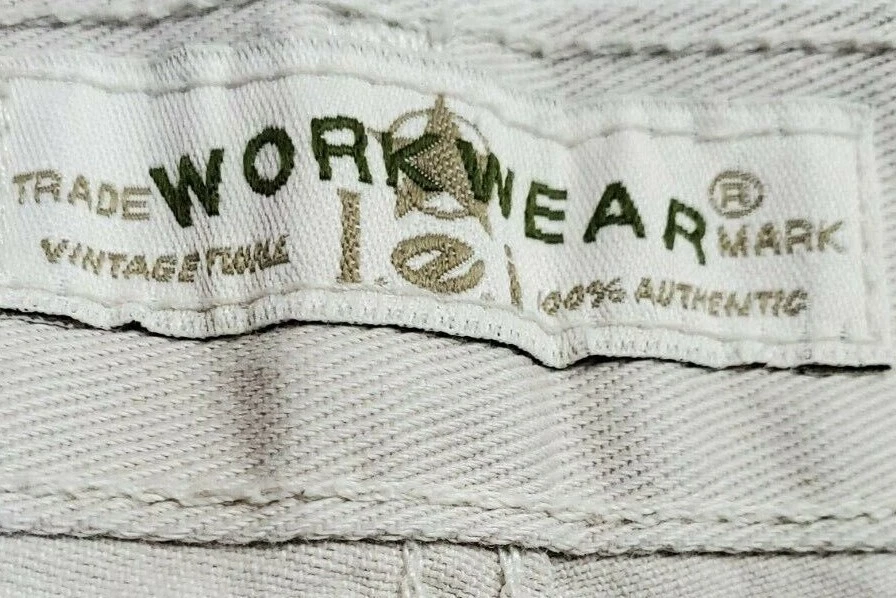 WORKWEAR
TRADE ® MARK
VINTAGE l.e.i 100% AUTHENTIC